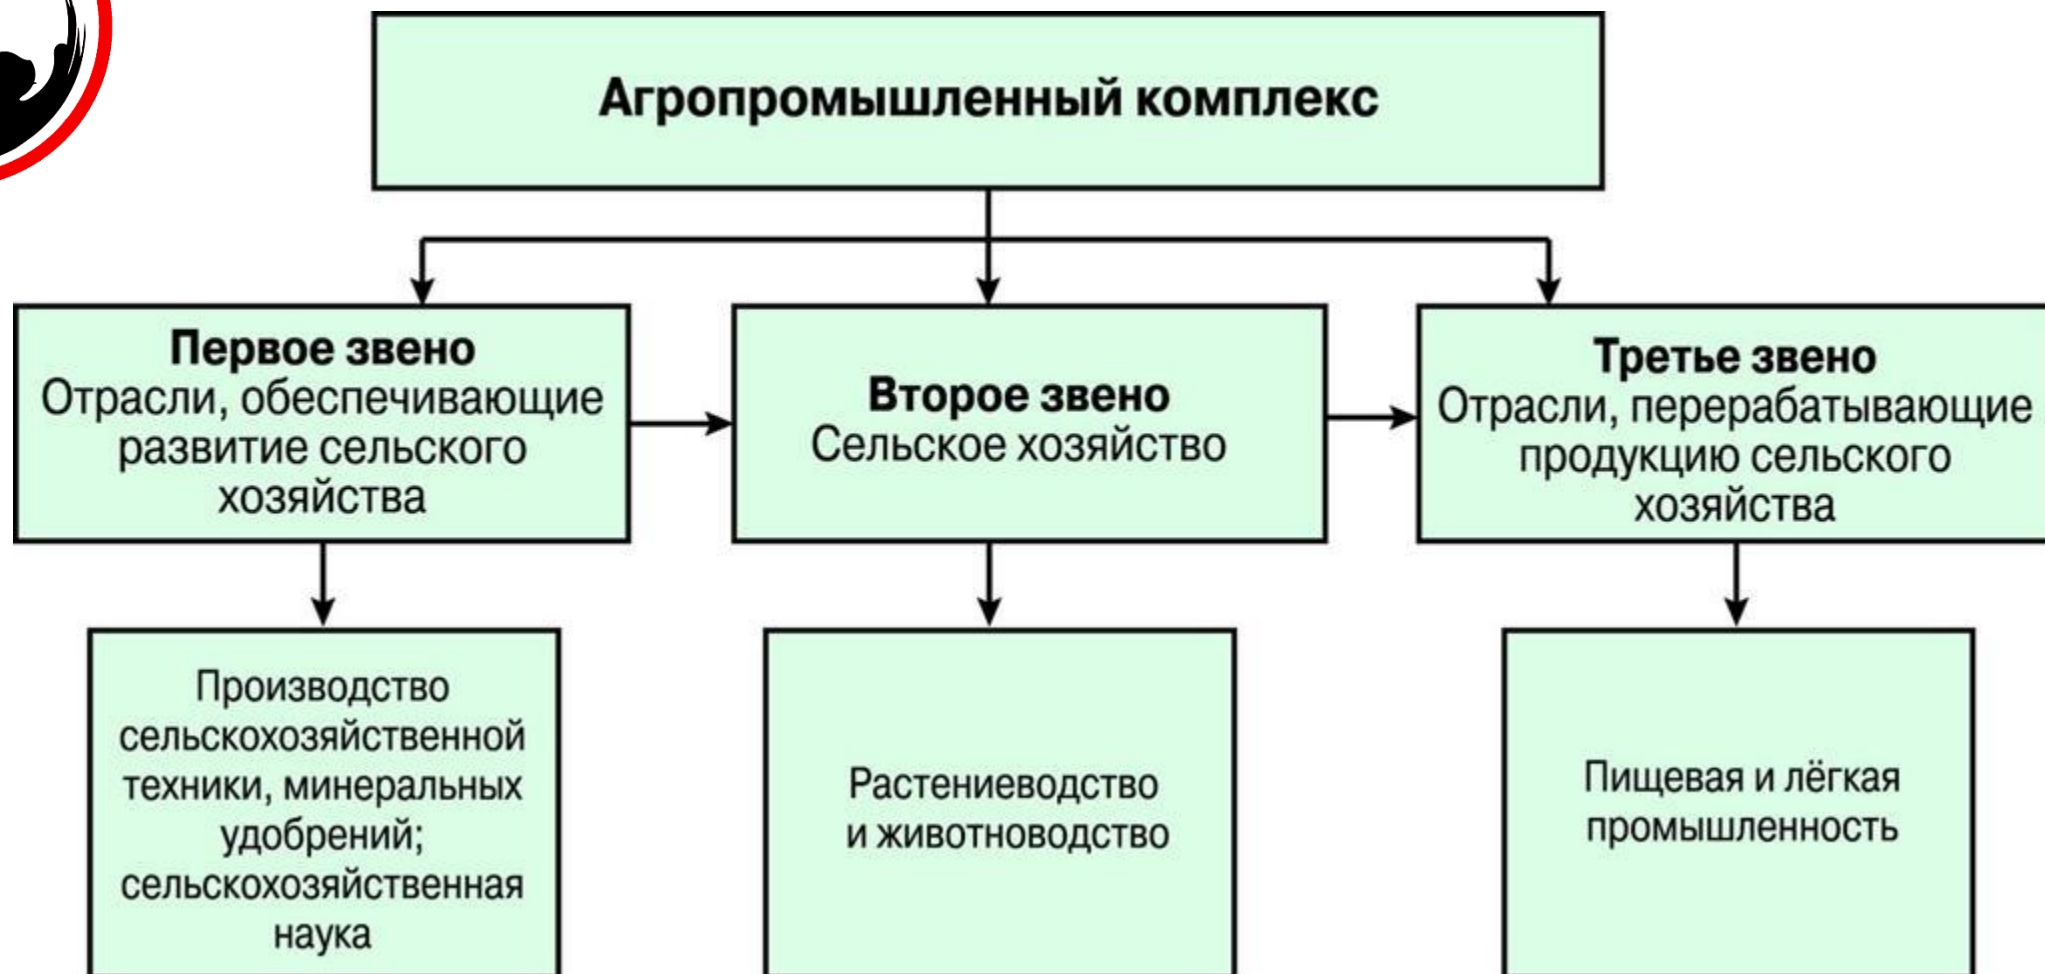 Агропромышленный комплекс
Первое звено
Отрасли, обеспечивающие
развитие сельского
хозяйства
Второе звено
Сельское хозяйство
Третье звено
Отрасли, перерабатывающие
продукцию сельского
хозяйства
Производство
сельскохозяйственной
техники, минеральных
удобрений;
сельскохозяйственная
наука
Растениеводство
и животноводство
Пищевая и лёгкая
промышленность